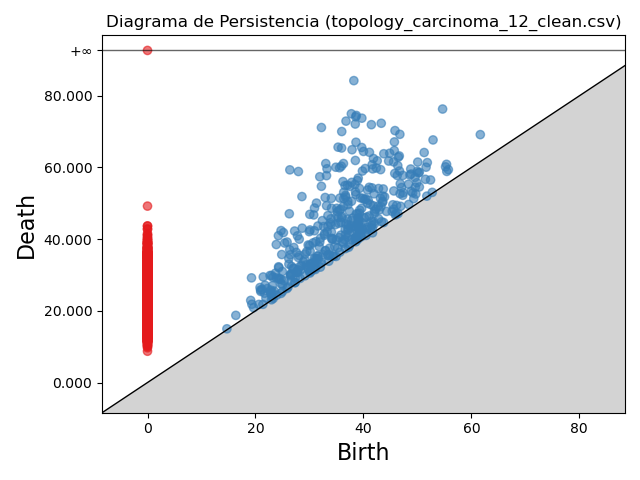 Diagrama de Persistencia (topology_carcinoma_12_clean.csv)
+∞
80.000
60.000
40.000
20.000
0.000
Death
0 20 40 60 80
Birth